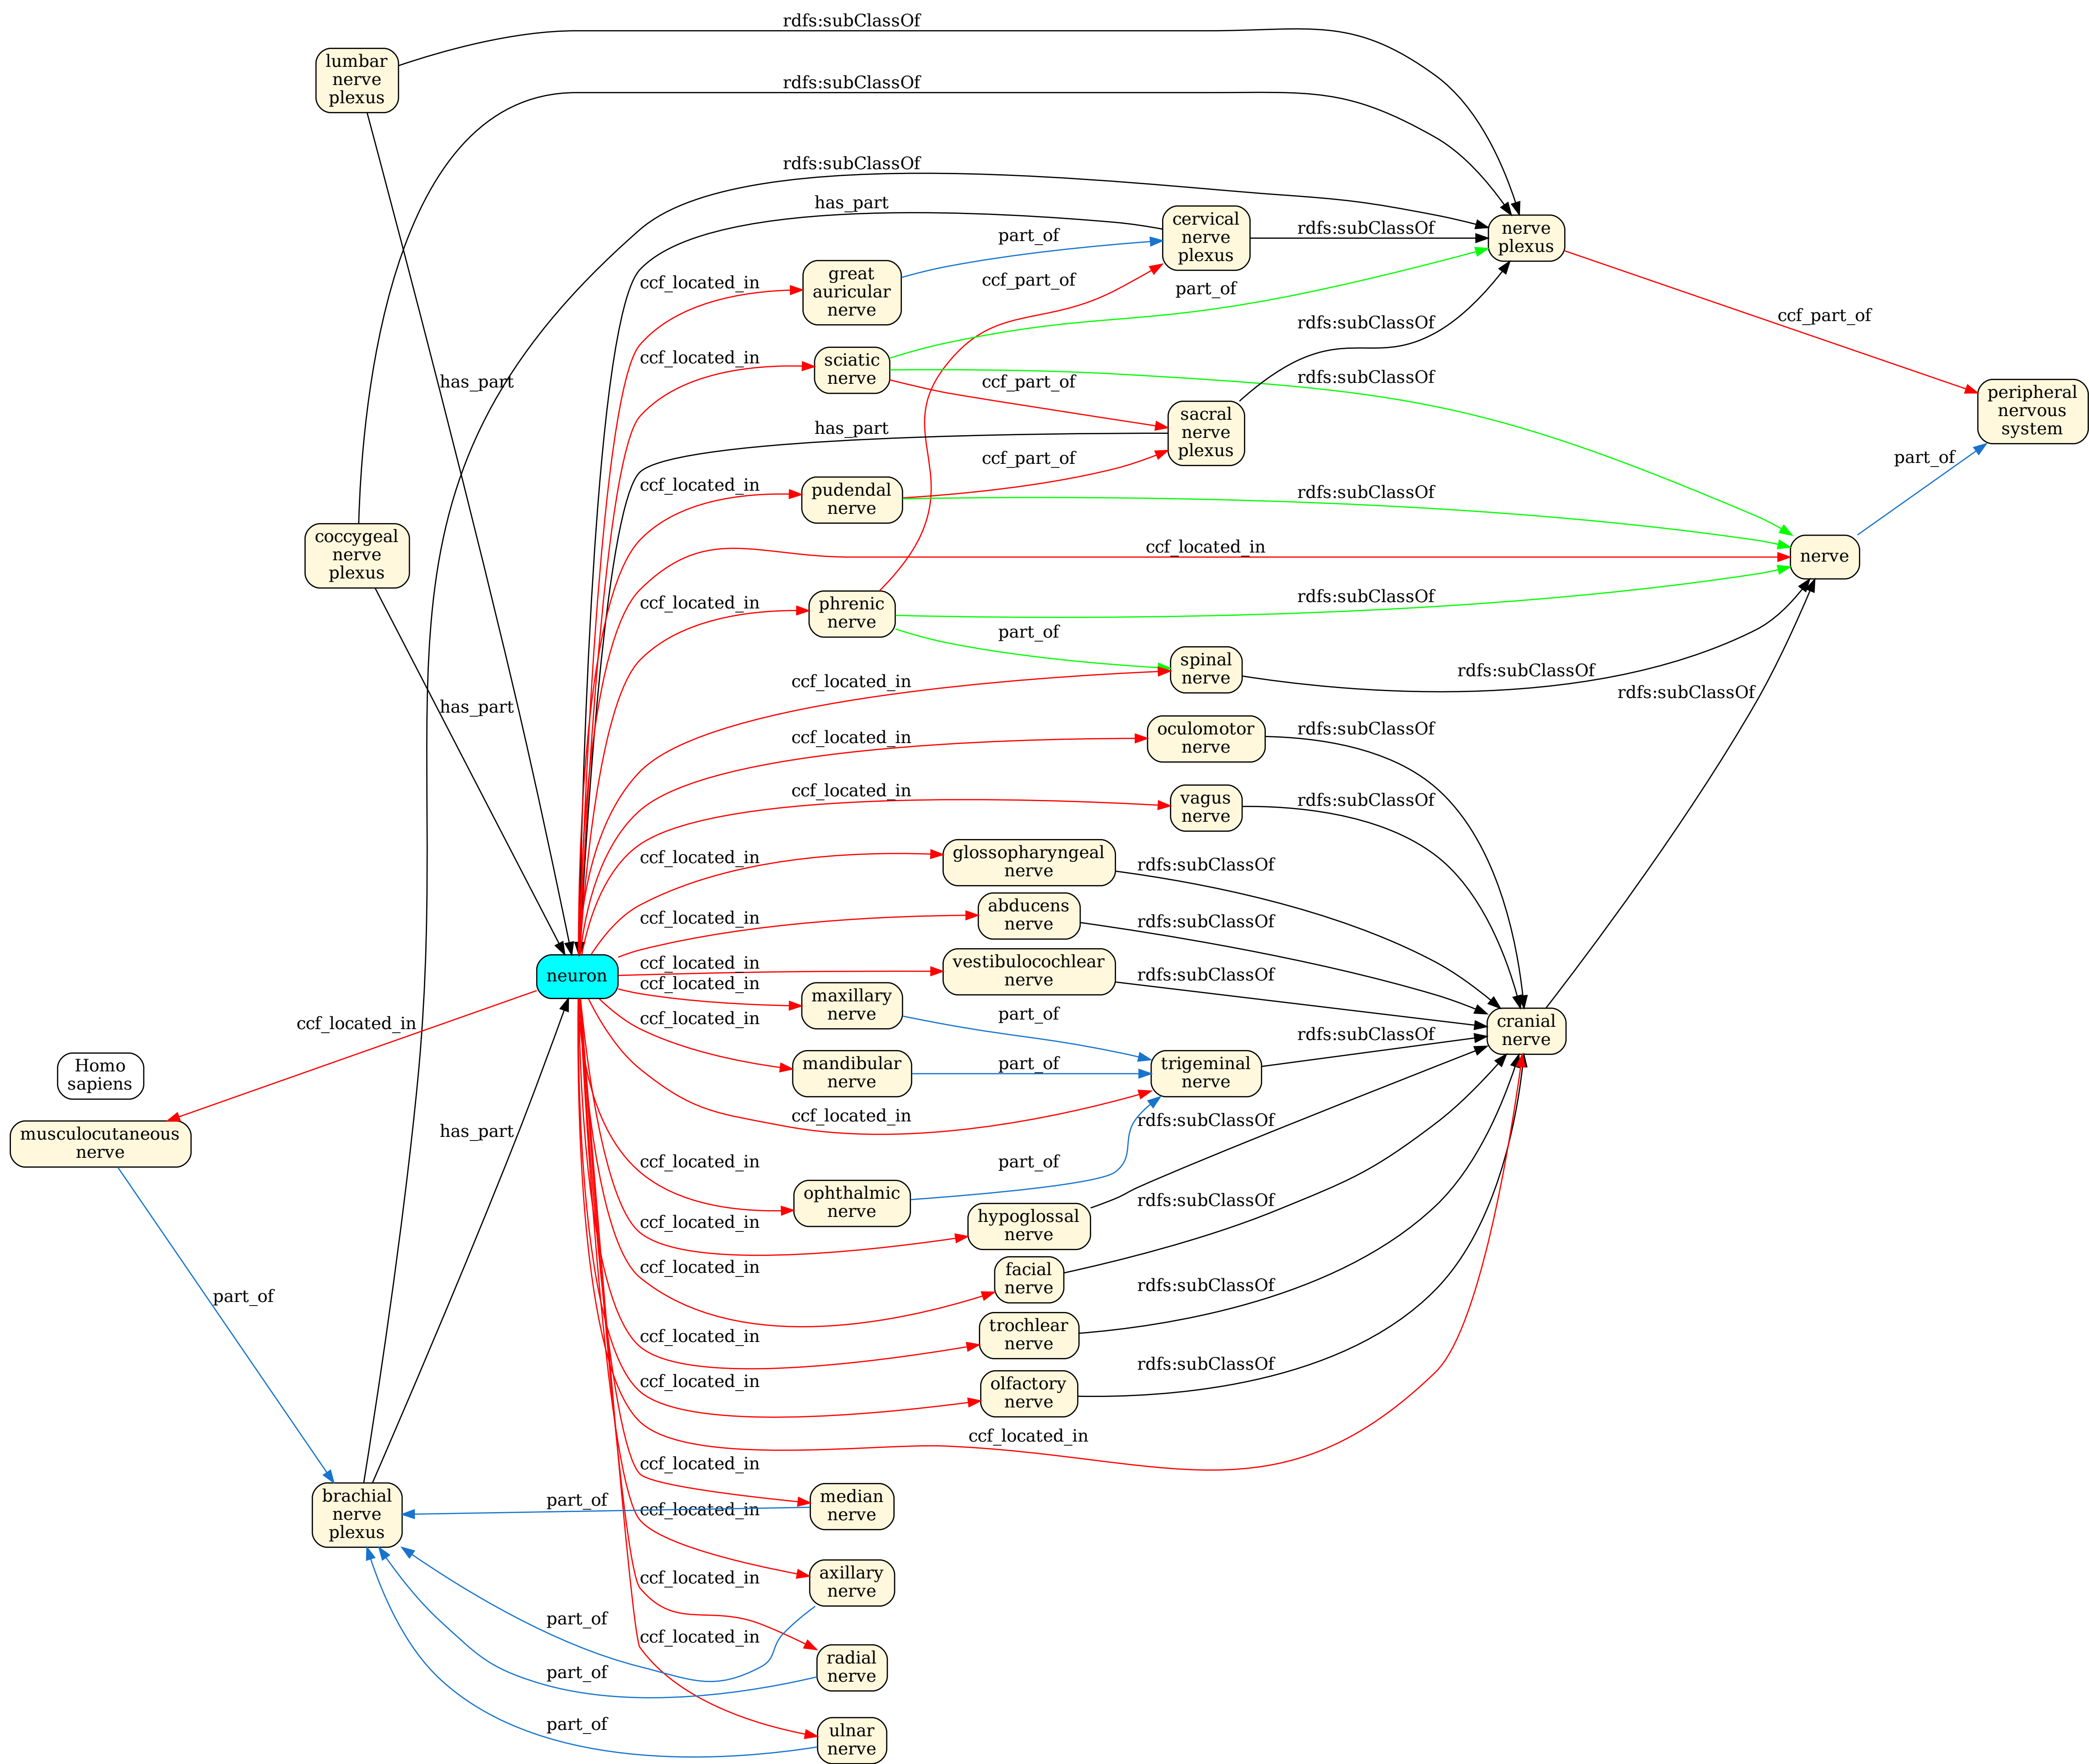 rdfs:subClassOf
lumbar
nerve
plexus
rdfs:subClassOf
rdfs:subClassOf
has_part
cervical
nerve
plexus
rdfs:subClassOf
nerve
plexus
part_of
great
auricular
nerve
ccf_located_in
ccf_part_of
part_of
ccf_part_of
rdfs:subClassOf
ccf_located_in
sciatic
nerve
ccf_part_of
rdfs:subClassOf
has_part
peripheral
nervous
system
sacral
nerve
plexus
has_part
ccf_part_of
part_of
ccf_located_in
pudendal
nerve
rdfs:subClassOf
coccygeal
nerve
plexus
ccf_located_in
nerve
ccf_located_in
phrenic
nerve
rdfs:subClassOf
part_of
spinal
nerve
rdfs:subClassOf
ccf_located_in
rdfs:subClassOf
has_part
oculomotor
nerve
rdfs:subClassOf
ccf_located_in
ccf_located_in
vagus
nerve
rdfs:subClassOf
ccf_located_in
glossopharyngeal
nerve
rdfs:subClassOf
ccf_located_in
abducens
nerve
rdfs:subClassOf
neuron
ccf_located_in
vestibulocochlear
nerve
rdfs:subClassOf
ccf_located_in
maxillary
nerve
part_of
ccf_located_in
ccf_located_in
cranial
nerve
rdfs:subClassOf
Homo
sapiens
mandibular
nerve
part_of
trigeminal
nerve
ccf_located_in
rdfs:subClassOf
musculocutaneous
nerve
has_part
ccf_located_in
part_of
ophthalmic
nerve
rdfs:subClassOf
ccf_located_in
hypoglossal
nerve
ccf_located_in
facial
nerve
rdfs:subClassOf
part_of
ccf_located_in
trochlear
nerve
rdfs:subClassOf
ccf_located_in
olfactory
nerve
ccf_located_in
ccf_located_in
brachial
nerve
plexus
part_of
median
nerve
ccf_located_in
ccf_located_in
axillary
nerve
part_of
ccf_located_in
radial
nerve
part_of
part_of
ulnar
nerve